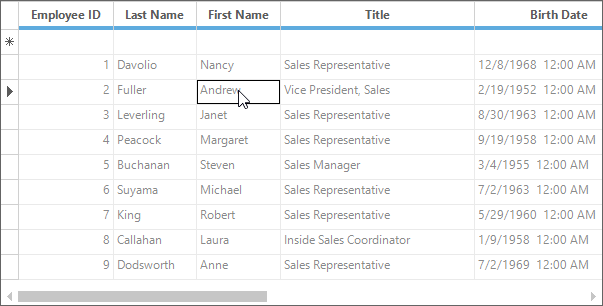 Employee ID Last Name First Name Title Birth Date
1 Davolio Nancy Sales Representative 12/8/1968 12:00 AM
2 Fuller Andrew Vice President, Sales 2/19/1952 12:00 AM
3 Leverling Janet Sales Representative 8/30/1963 12:00 AM
4 Peacock Margaret Sales Representative 9/19/1958 12:00 AM
5 Buchanan Steven Sales Manager 3/4/1955 12:00 AM
6 Suyama Michael Sales Representative 7/2/1963 12:00 AM
7 King Robert Sales Representative 5/29/1960 12:00 AM
8 Callahan Laura Inside Sales Coordinator 1/9/1958 12:00 AM
9 Dodsworth Anne Sales Representative 7/2/1969 12:00 AM